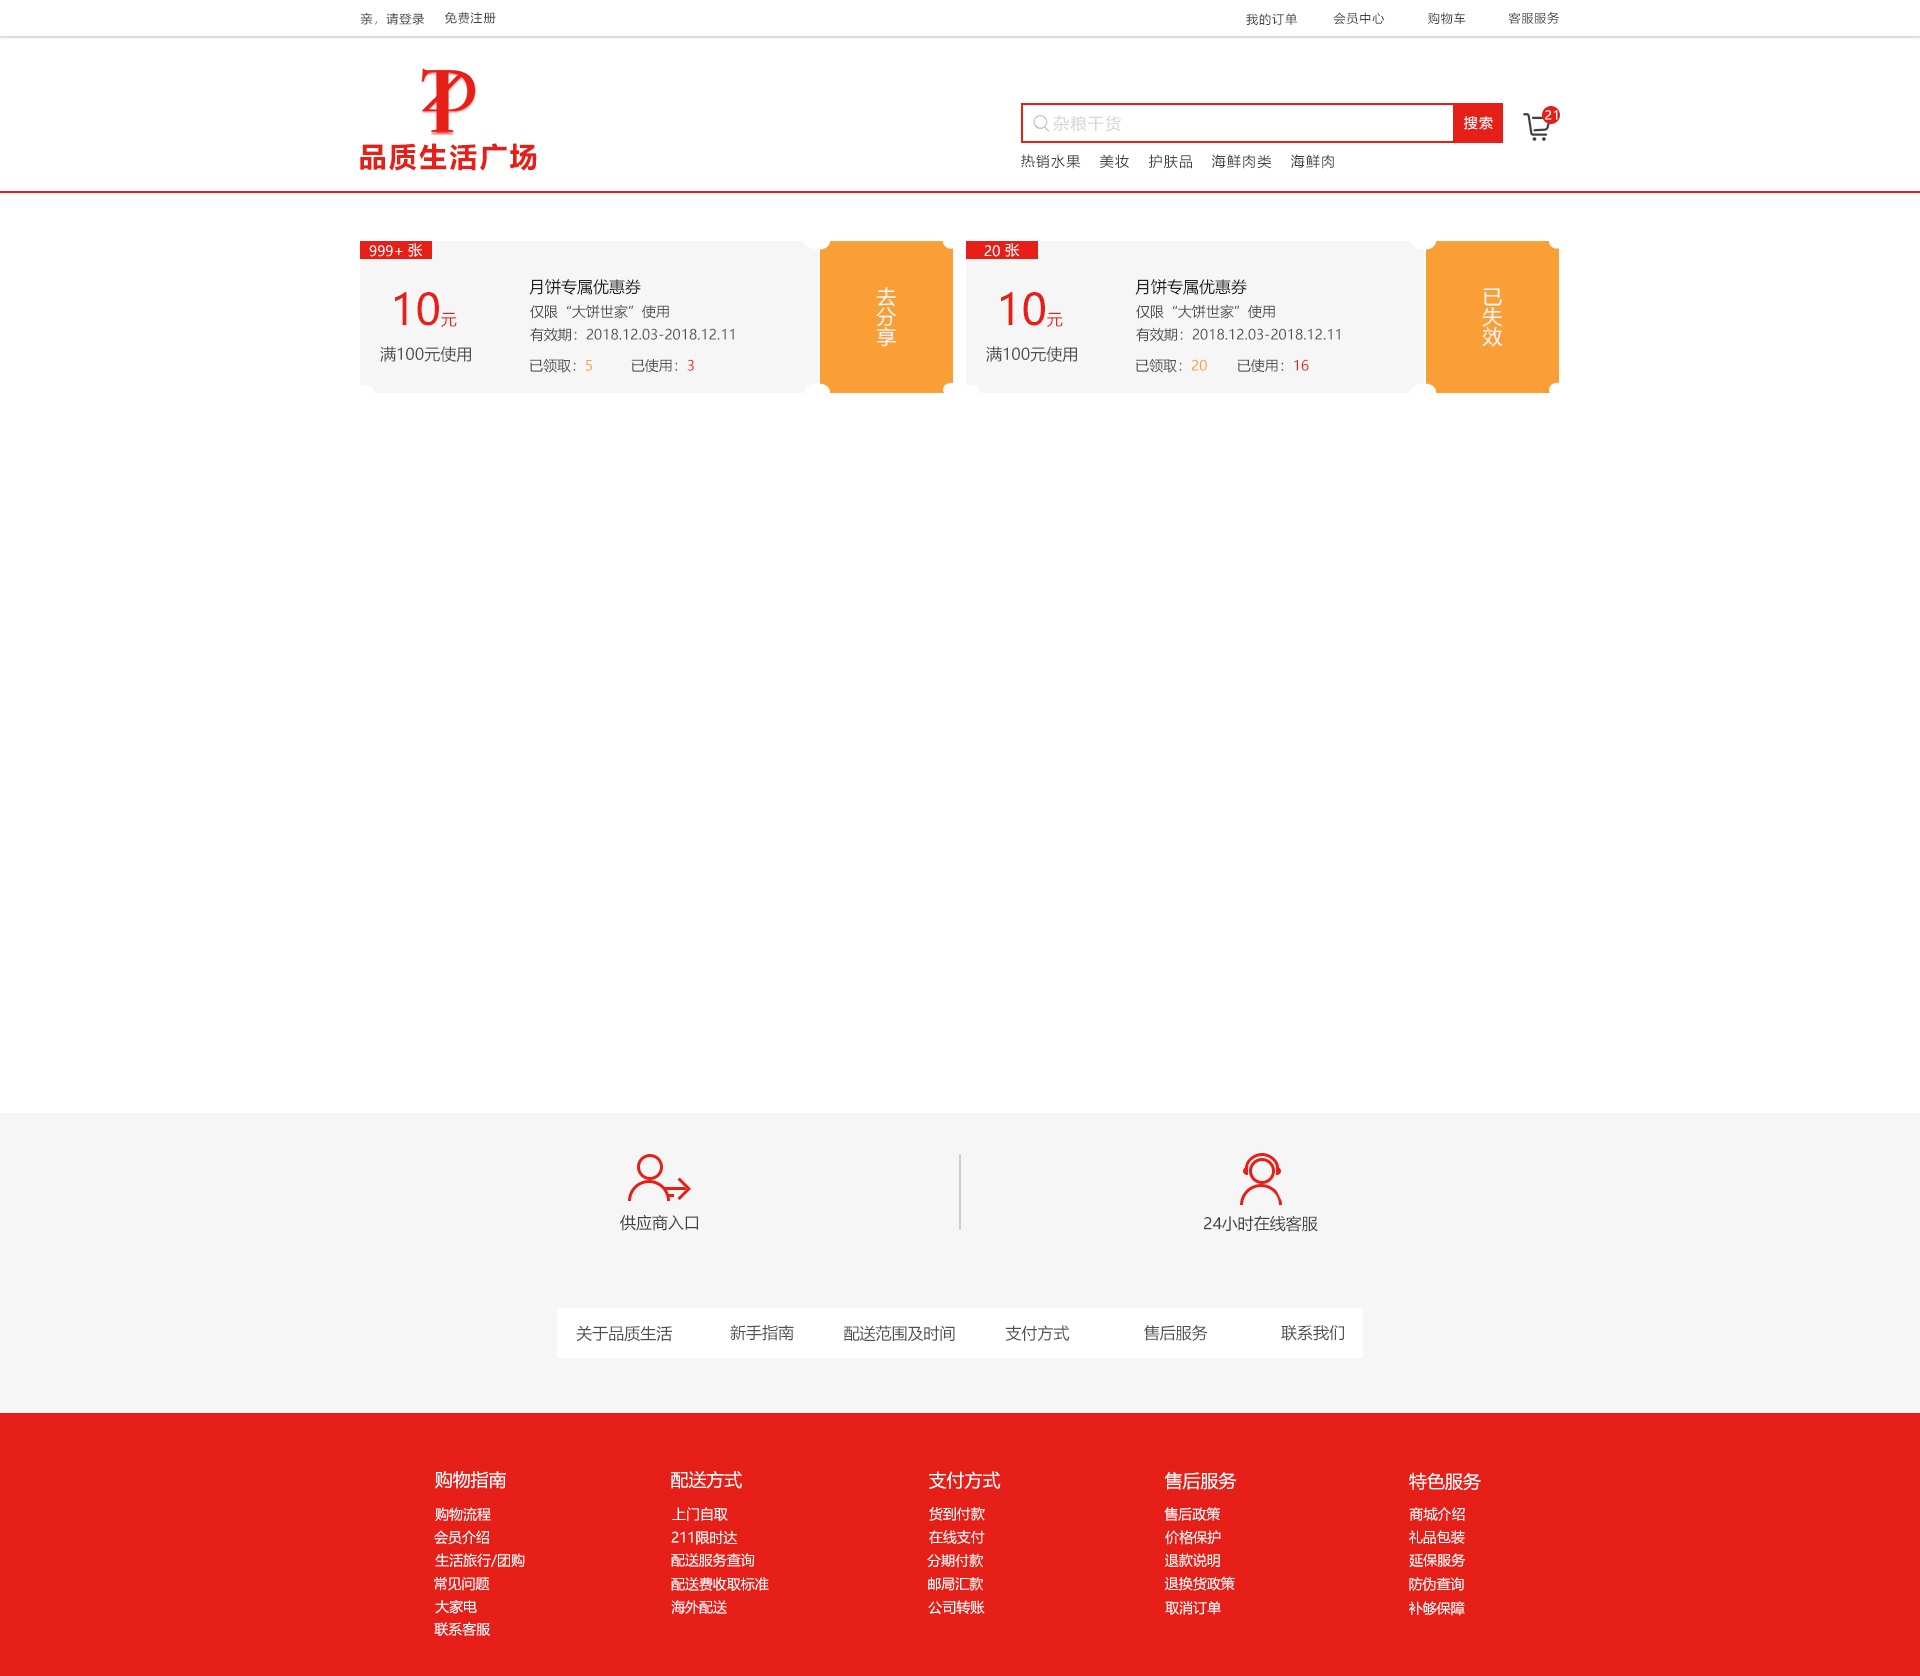 亲，请登录 免费注册 我的订单 会员中心 购物车 客服服务
品质生活广场
杂粮干货 搜索 21
热销水果 美妆 护肤品 海鲜肉类 海鲜肉
999+ 张
10元
满100元使用
月饼专属优惠券
仅限“大饼世家”使用
有效期：2018.12.03-2018.12.11
已领取：5 已使用：3
去分享
20 张
10元
满100元使用
月饼专属优惠券
仅限“大饼世家”使用
有效期：2018.12.03-2018.12.11
已领取：20 已使用：16
已失效
供应商入口 24小时在线客服
关于品质生活 新手指南 配送范围及时间 支付方式 售后服务 联系我们
购物指南
购物流程
会员介绍
生活旅行/团购
常见问题
大家电
联系客服
配送方式
上门自取
211限时达
配送服务查询
配送费收取标准
海外配送
支付方式
货到付款
在线支付
分期付款
邮局汇款
公司转账
售后服务
售后政策
价格保护
退款说明
退换货政策
取消订单
特色服务
商城介绍
礼品包装
延保服务
防伪查询
补够保障